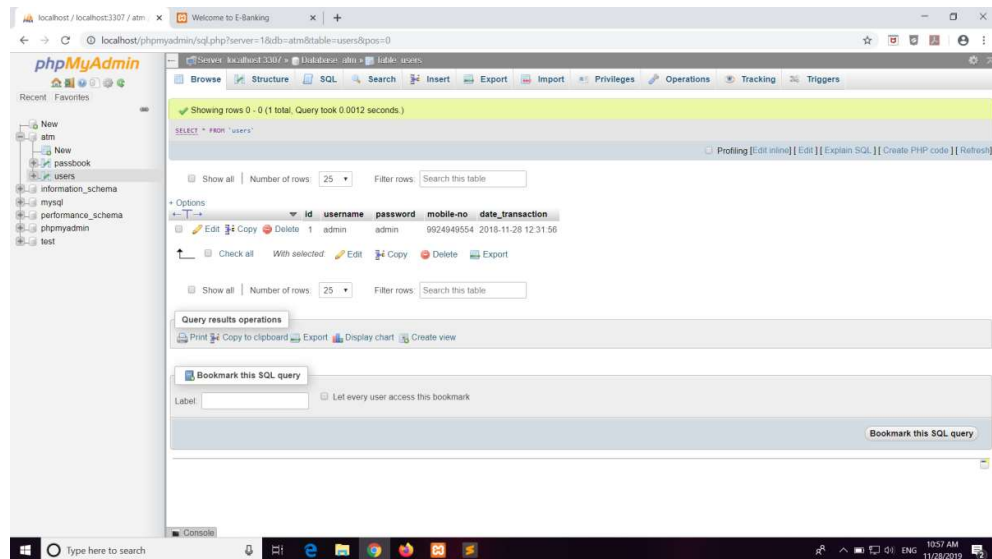 localhost / localhost:3307 / atm
Welcome to E-Banking
localhost/phpmyadmin/sql.php?server=1&db=atm&table=users&pos=0
phpMyAdmin
Recent Favorites
New
atm
New
passbook
users
information_schema
mysql
performance_schema
phpmyadmin
test
Server: localhost:3307 » Database: atm » Table: users
Browse Structure SQL Search Insert Export Import Privileges Operations Tracking Triggers
Showing rows 0 - 0 (1 total, Query took 0.0012 seconds.)
SELECT * FROM `users`
Profiling [Edit inline] [ Edit ] [ Explain SQL ] [ Create PHP code ] [ Refresh]
Show all | Number of rows: 25 Filter rows: Search this table
+ Options
←T→ id username password mobile-no date_transaction
Edit Copy Delete 1 admin admin 9924949554 2018-11-28 12:31:56
Check all With selected: Edit Copy Delete Export
Show all | Number of rows: 25 Filter rows: Search this table
Query results operations
Print Copy to clipboard Export Display chart Create view
Bookmark this SQL query
Label: Let every user access this bookmark
Bookmark this SQL query
Console
Type here to search
ENG
10:57 AM
11/28/2019